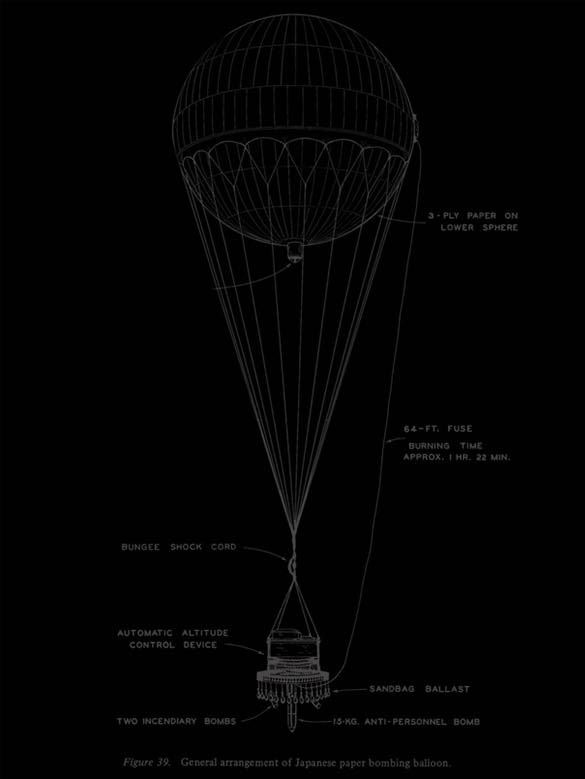 3-PLY PAPER ON
LOWER SPHERE
64-FT. FUSE
BURNING TIME
APPROX. 1 HR. 22 MIN.
BUNGEE SHOCK CORD
AUTOMATIC ALTITUDE
CONTROL DEVICE
SANDBAG BALLAST
TWO INCENDIARY BOMBS
15-KG. ANTI-PERSONNEL BOMB
Figure 39. General arrangement of Japanese paper bombing balloon.